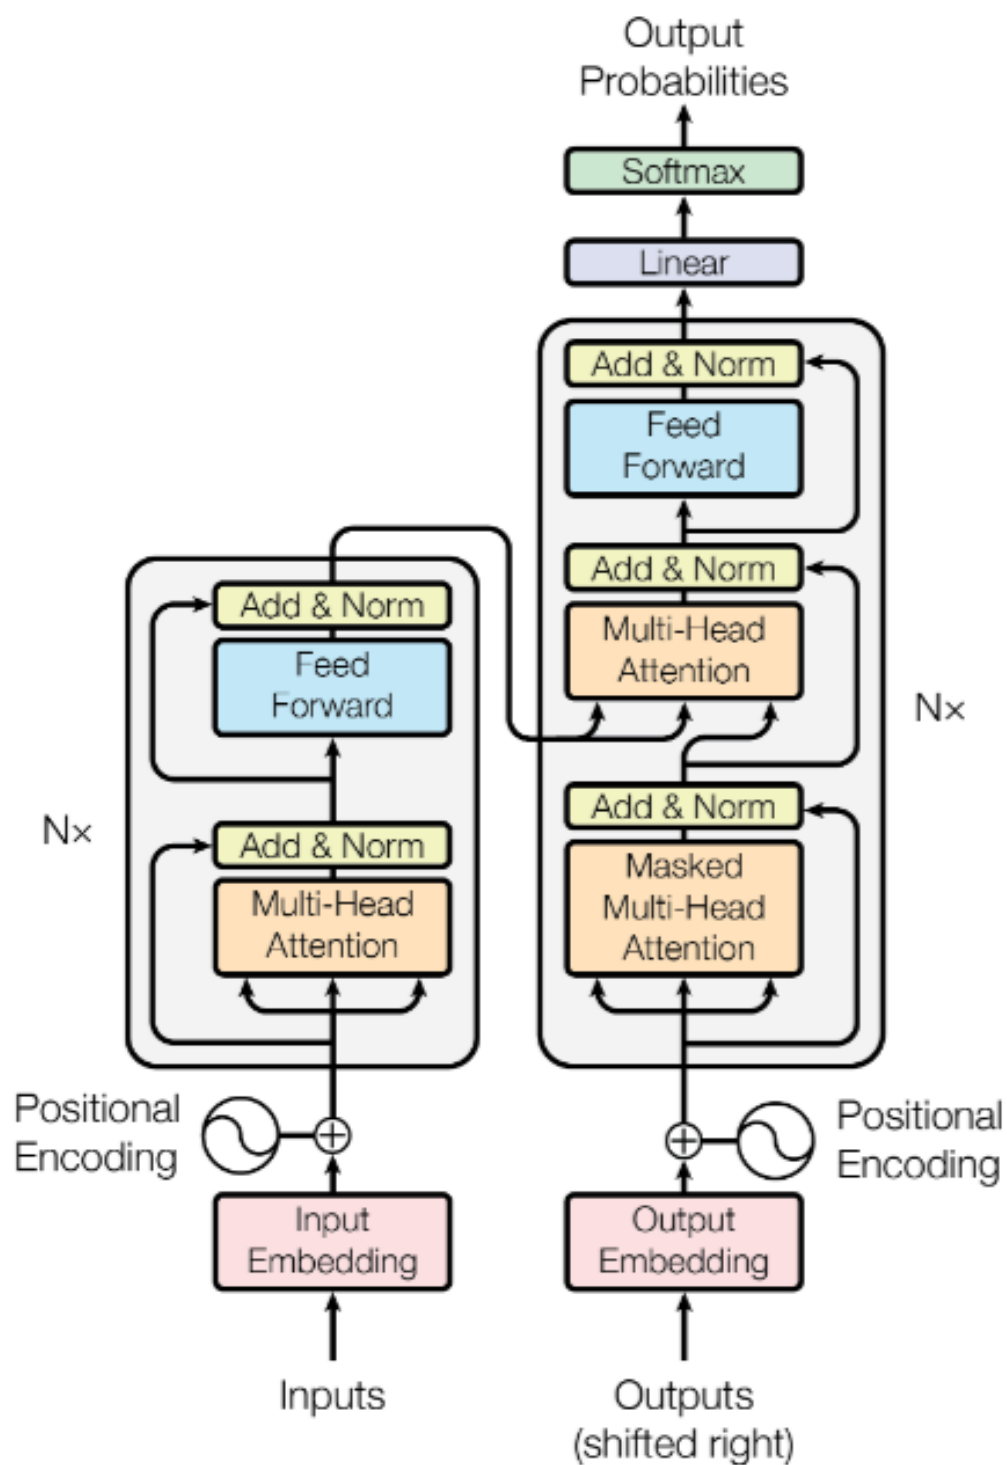 Output
Probabilities
Softmax
Linear
Add & Norm
Feed
Forward
Add & Norm
Multi-Head
Attention
Nx
Add & Norm
Masked
Multi-Head
Attention
Add & Norm
Feed
Forward
Nx
Add & Norm
Multi-Head
Attention
Positional
Encoding
Positional
Encoding
Input
Embedding
Output
Embedding
Inputs
Outputs
(shifted right)